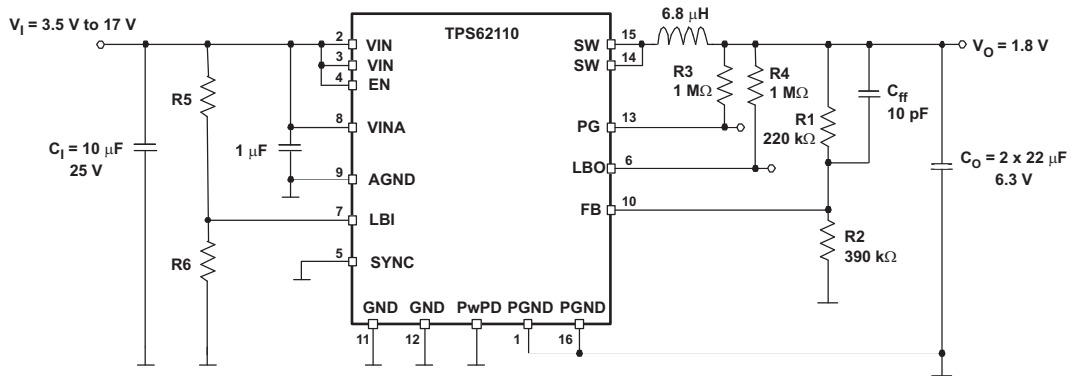 V_I = 3.5 V to 17 V
TPS62110
6.8 μH
V_O = 1.8 V
2 VIN
3 VIN
4 EN
8 VINA
9 AGND
7 LBI
5 SYNC
15 SW
14 SW
13 PG
6 LBO
10 FB
GND GND PwPD PGND PGND
11 12 1 16
R5
R6
C_I = 10 μF
25 V
1 μF
R3
1 MΩ
R4
1 MΩ
R1
220 kΩ
C_ff
10 pF
R2
390 kΩ
C_O = 2 x 22 μF
6.3 V